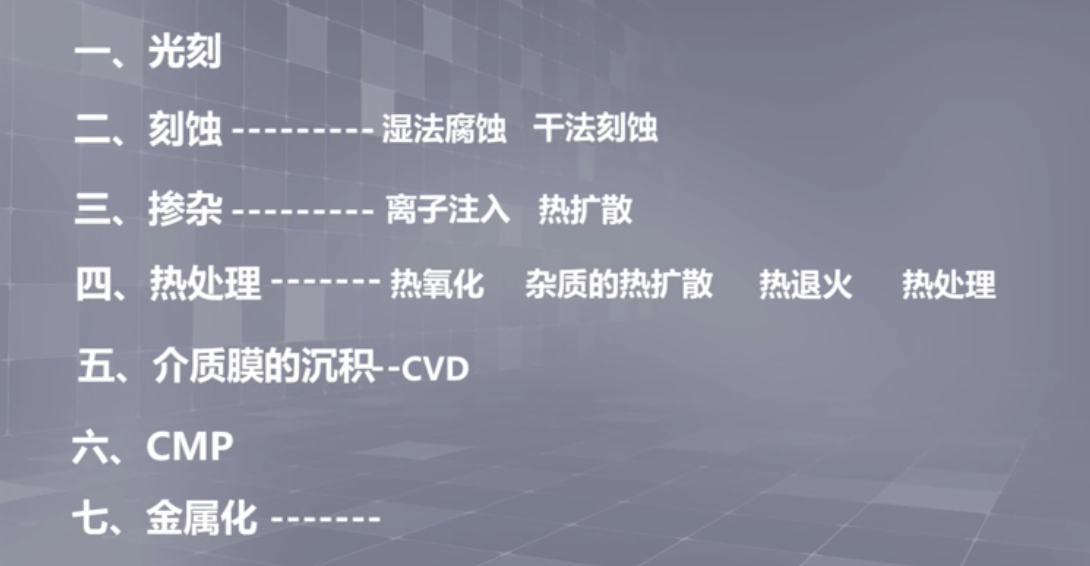 一、光刻
二、刻蚀---------湿法腐蚀 干法刻蚀
三、掺杂---------离子注入 热扩散
四、热处理-------热氧化 杂质的热扩散 热退火 热处理
五、介质膜的沉积--CVD
六、CMP
七、金属化-------